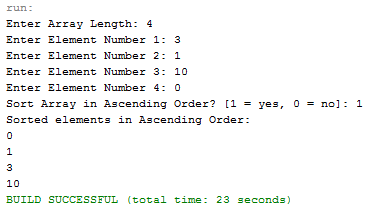 run:
Enter Array Length: 4
Enter Element Number 1: 3
Enter Element Number 2: 1
Enter Element Number 3: 10
Enter Element Number 4: 0
Sort Array in Ascending Order? [1 = yes, 0 = no]: 1
Sorted elements in Ascending Order:
0
1
3
10
BUILD SUCCESSFUL (total time: 23 seconds)